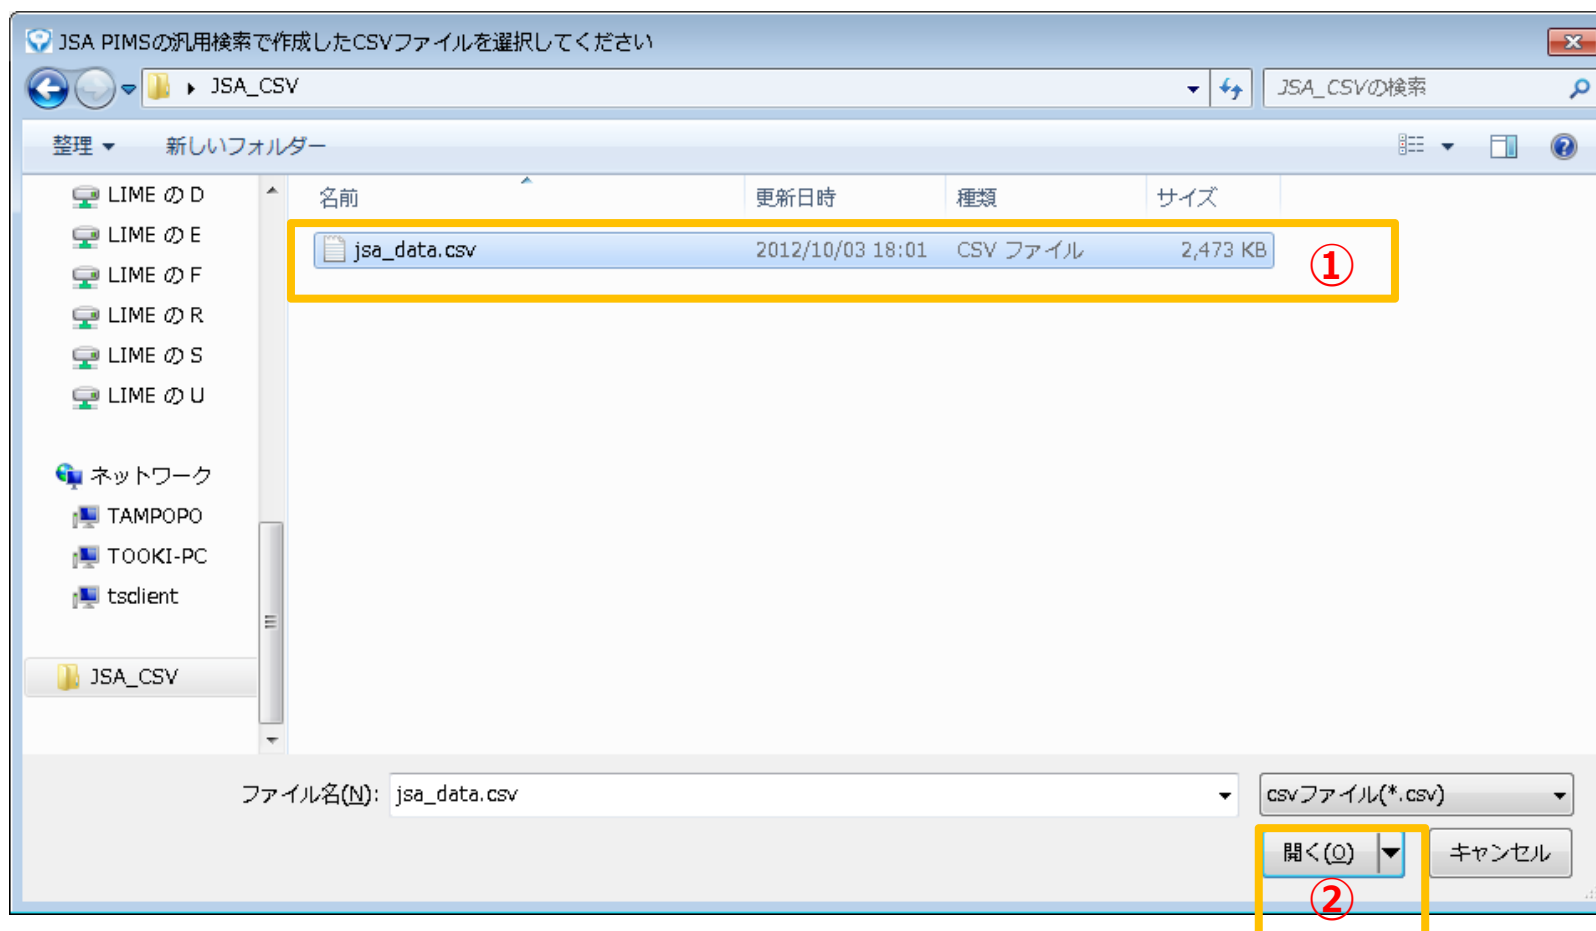 JSA PIMSの汎用検索で作成したCSVファイルを選択してください
JSA_CSV
JSA_CSVの検索
整理 新しいフォルダー
名前 更新日時 種類 サイズ
jsa_data.csv 2012/10/03 18:01 CSV ファイル 2,473 KB
①
LIME の D
LIME の E
LIME の F
LIME の R
LIME の S
LIME の U
ネットワーク
TAMPOPO
TOOKI-PC
tsclient
JSA_CSV
ファイル名(N): jsa_data.csv csvファイル(*.csv)
開く(O) キャンセル
②